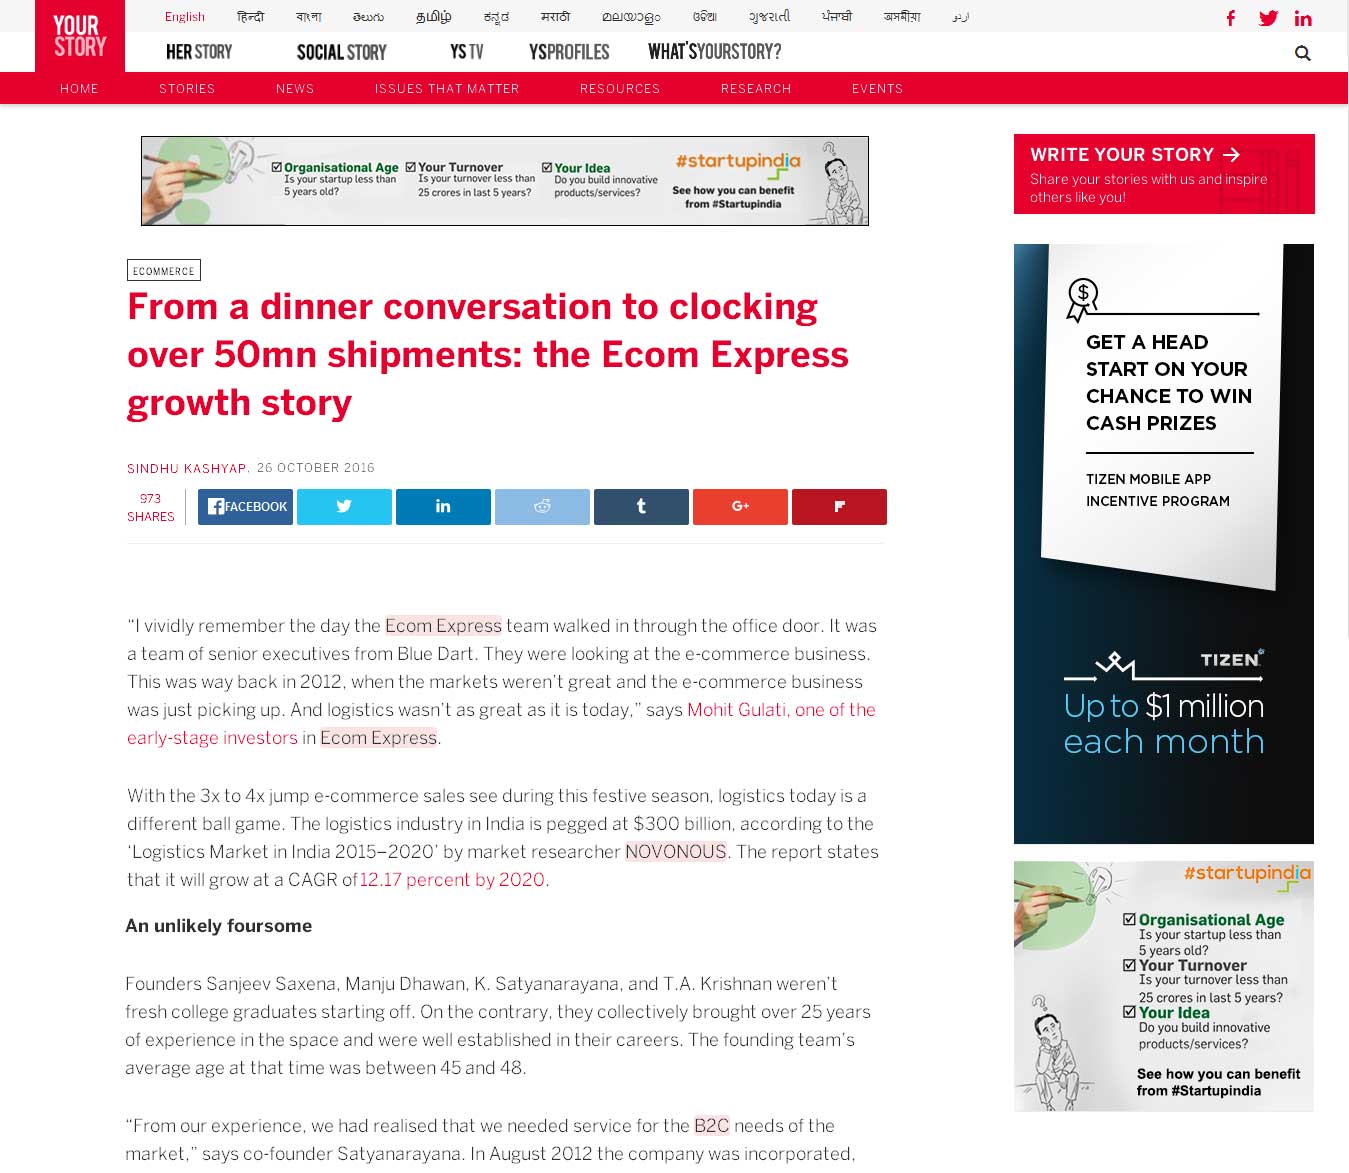 YOUR
STORY
English हिन्दी বাংলা తెలుగు தமிழ் ಕನ್ನಡ मराठी മലയാളം ଓଡ଼ିଆ ગુજરાતી ਪੰਜਾਬੀ অসমীয়া اردو
HER STORY SOCIAL STORY YS TV YSPROFILES WHAT'SYOURSTORY?
HOME STORIES NEWS ISSUES THAT MATTER RESOURCES RESEARCH EVENTS
Organisational Age
Is your startup less than
5 years old?
Your Turnover
Is your turnover less than
25 crores in last 5 years?
Your Idea
Do you build innovative
products/services?
#startupindia
See how you can benefit
from #Startupindia
WRITE YOUR STORY →
Share your stories with us and inspire
others like you!
ECOMMERCE
From a dinner conversation to clocking
over 50mn shipments: the Ecom Express
growth story
SINDHU KASHYAP. 26 OCTOBER 2016
973
SHARES
FACEBOOK
“I vividly remember the day the Ecom Express team walked in through the office door. It was
a team of senior executives from Blue Dart. They were looking at the e-commerce business.
This was way back in 2012, when the markets weren’t great and the e-commerce business
was just picking up. And logistics wasn’t as great as it is today,” says Mohit Gulati, one of the
early-stage investors in Ecom Express.
With the 3x to 4x jump e-commerce sales see during this festive season, logistics today is a
different ball game. The logistics industry in India is pegged at $300 billion, according to the
‘Logistics Market in India 2015–2020’ by market researcher NOVONOUS. The report states
that it will grow at a CAGR of 12.17 percent by 2020.
An unlikely foursome
Founders Sanjeev Saxena, Manju Dhawan, K. Satyanarayana, and T.A. Krishnan weren’t
fresh college graduates starting off. On the contrary, they collectively brought over 25 years
of experience in the space and were well established in their careers. The founding team’s
average age at that time was between 45 and 48.
“From our experience, we had realised that we needed service for the B2C needs of the
market,” says co-founder Satyanarayana. In August 2012 the company was incorporated,
GET A HEAD
START ON YOUR
CHANCE TO WIN
CASH PRIZES
TIZEN MOBILE APP
INCENTIVE PROGRAM
TIZEN
Up to $1 million
each month
#startupindia
Organisational Age
Is your startup less than
5 years old?
Your Turnover
Is your turnover less than
25 crores in last 5 years?
Your Idea
Do you build innovative
products/services?
See how you can benefit
from #Startupindia